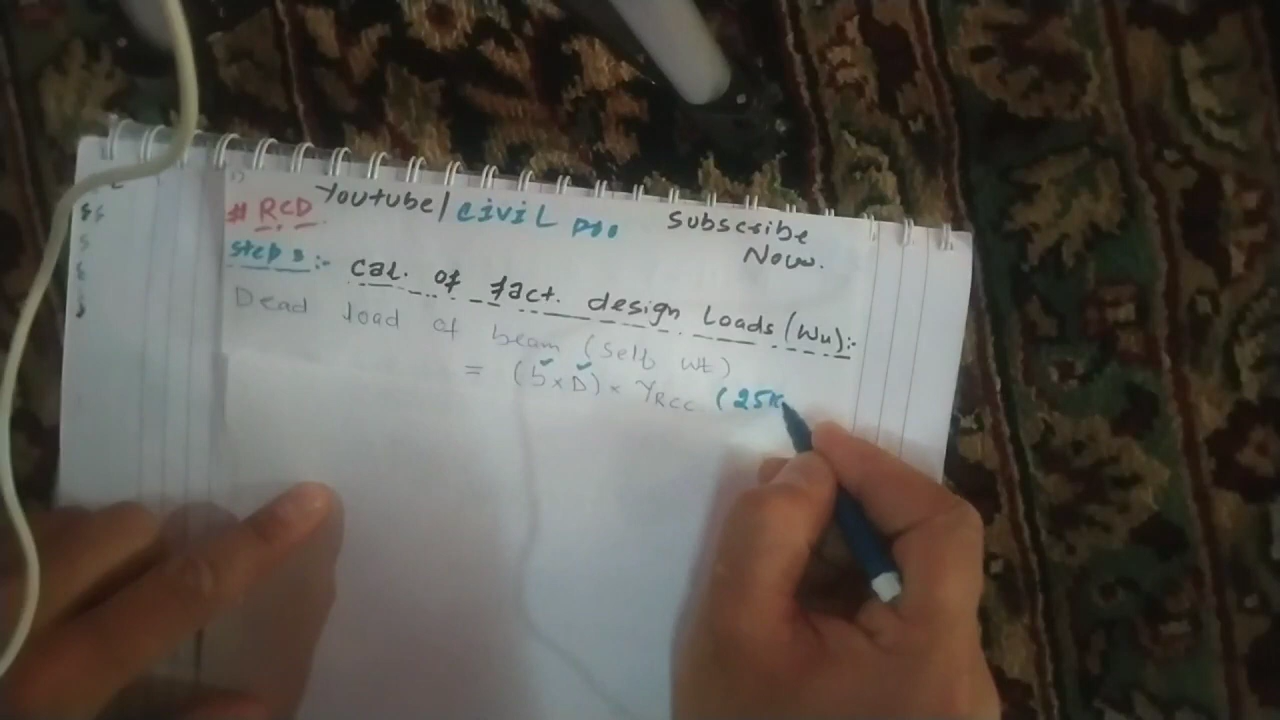 # RCD Youtube/civil pro Subscribe
Now.
step 3:- cal. of fact. design Loads (Wu):-
Dead load of beam (self wt)
= (b×D) × γRCC (25K